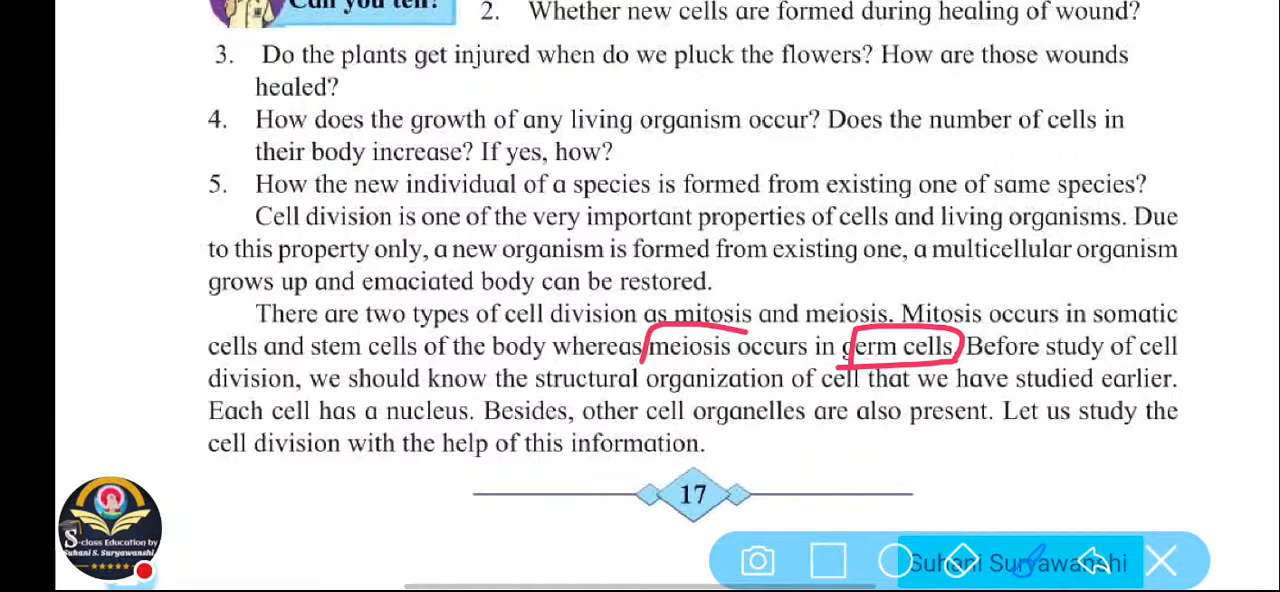 Can you tell?
2. Whether new cells are formed during healing of wound?
3. Do the plants get injured when do we pluck the flowers? How are those wounds
healed?
4. How does the growth of any living organism occur? Does the number of cells in
their body increase? If yes, how?
5. How the new individual of a species is formed from existing one of same species?
Cell division is one of the very important properties of cells and living organisms. Due
to this property only, a new organism is formed from existing one, a multicellular organism
grows up and emaciated body can be restored.
There are two types of cell division as mitosis and meiosis. Mitosis occurs in somatic
cells and stem cells of the body whereas meiosis occurs in germ cells. Before study of cell
division, we should know the structural organization of cell that we have studied earlier.
Each cell has a nucleus. Besides, other cell organelles are also present. Let us study the
cell division with the help of this information.
17
S-class Education by
Suhani S. Suryawanshi
Suhani Suryawanshi